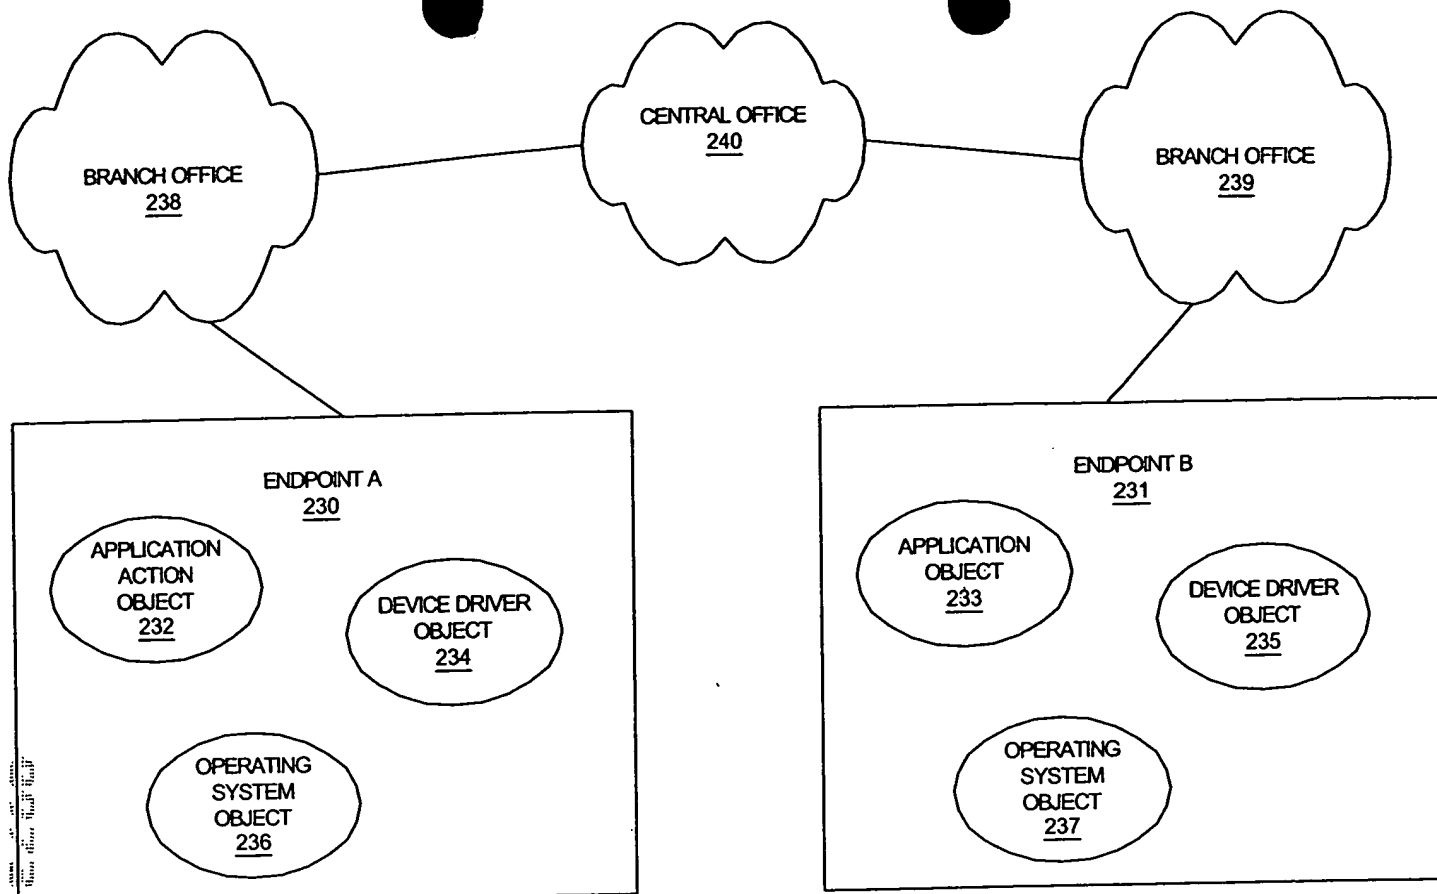 CENTRAL OFFICE
240
BRANCH OFFICE
238
BRANCH OFFICE
239
ENDPOINT A
230
APPLICATION
ACTION
OBJECT
232
DEVICE DRIVER
OBJECT
234
OPERATING
SYSTEM
OBJECT
236
ENDPOINT B
231
APPLICATION
OBJECT
233
DEVICE DRIVER
OBJECT
235
OPERATING
SYSTEM
OBJECT
237